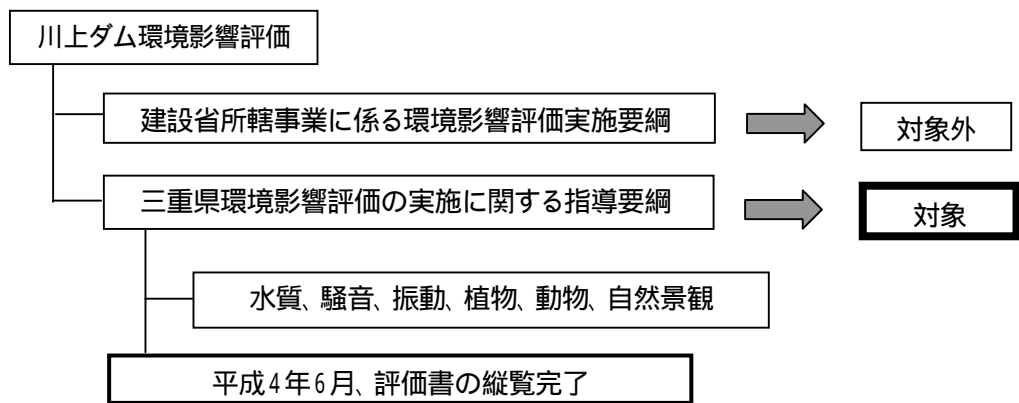 川上ダム環境影響評価
建設省所轄事業に係る環境影響評価実施要綱
対象外
三重県環境影響評価の実施に関する指導要綱
対象
水質、騒音、振動、植物、動物、自然景観
平成4年6月、評価書の縦覧完了